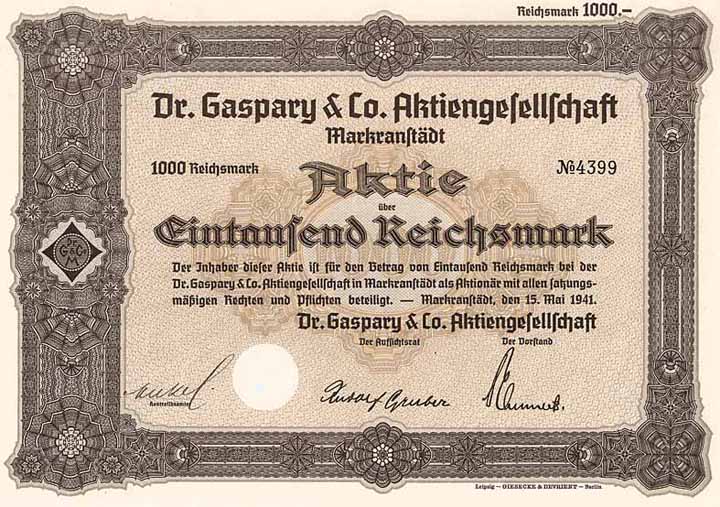 Reichsmark 1000.–
Dr. Gaspary & Co. Aktiengesellschaft
Markranstädt
1000 Reichsmark
Aktie
№4399
über
Eintausend Reichsmark
Der Inhaber dieser Aktie ist für den Betrag von Eintausend Reichsmark bei der
Dr. Gaspary & Co. Aktiengesellschaft in Markranstädt als Aktionär mit allen satzungs-
mäßigen Rechten und Pflichten beteiligt. — Markranstädt, den 15. Mai 1941.
Dr. Gaspary & Co. Aktiengesellschaft
Der Aufsichtsrat
Der Vorstand
Rudolf Gruber
Kontrollbeamter
Leipzig – GIESECKE & DEVRIENT – Berlin